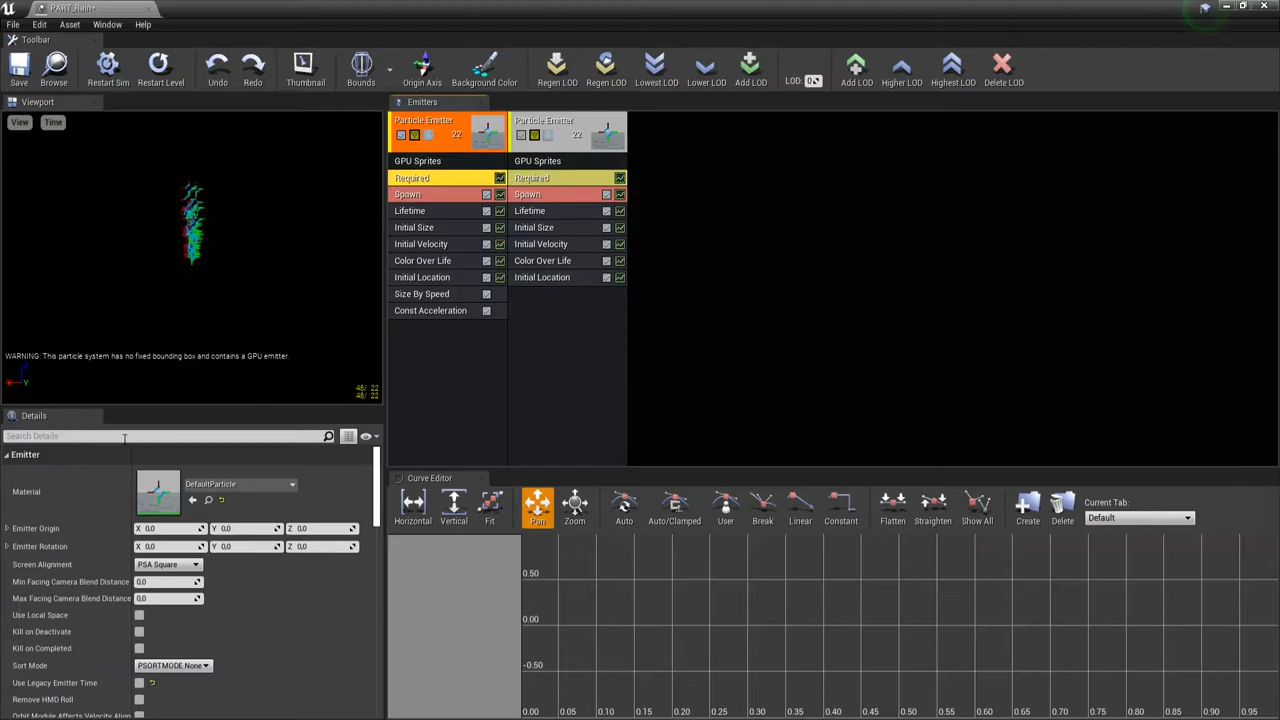 PART_Rain*
File Edit Asset Window Help
Toolbar
Save Browse Restart Sim Restart Level Undo Redo Thumbnail Bounds Origin Axis Background Color Regen LOD Regen LOD Lowest LOD Lower LOD Add LOD LOD: 0 Add LOD Higher LOD Highest LOD Delete LOD
Viewport
View Time
WARNING: This particle system has no fixed bounding box and contains a GPU emitter.
X Y
48/ 22
48/ 22
Emitters
Particle Emitter Particle Emitter
22 22
GPU Sprites GPU Sprites
Required Required
Spawn Spawn
Lifetime Lifetime
Initial Size Initial Size
Initial Velocity Initial Velocity
Color Over Life Color Over Life
Initial Location Initial Location
Size By Speed
Const Acceleration
Details
Search Details
Emitter
Material DefaultParticle
Emitter Origin X 0,0 Y 0,0 Z 0,0
Emitter Rotation X 0,0 Y 0,0 Z 0,0
Screen Alignment PSA Square
Min Facing Camera Blend Distance 0,0
Max Facing Camera Blend Distance 0,0
Use Local Space
Kill on Deactivate
Kill on Completed
Sort Mode PSORTMODE None
Use Legacy Emitter Time
Remove HMD Roll
Orbit Module Affects Velocity Align
Curve Editor
Horizontal Vertical Fit Pan Zoom Auto Auto/Clamped User Break Linear Constant Flatten Straighten Show All Create Delete
Current Tab:
Default
0.50
0.00
-0.50
0.00 0.05 0.10 0.15 0.20 0.25 0.30 0.35 0.40 0.45 0.50 0.55 0.60 0.65 0.70 0.75 0.80 0.85 0.90 0.95